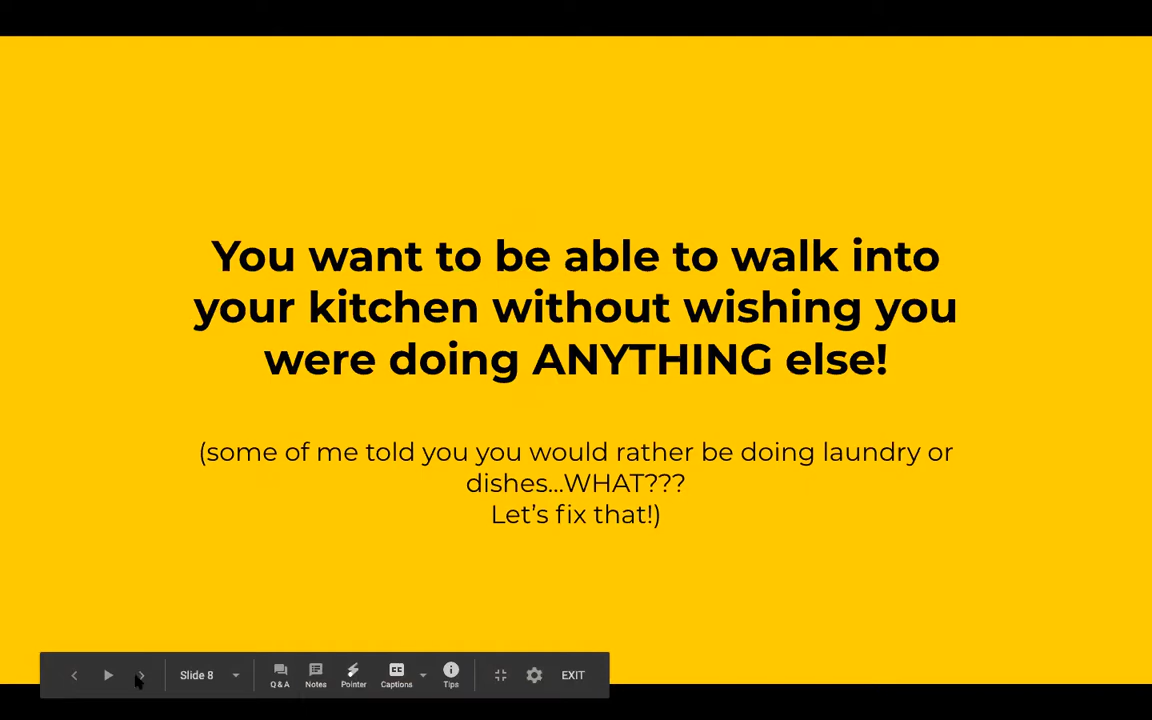 You want to be able to walk into
your kitchen without wishing you
were doing ANYTHING else!
(some of me told you you would rather be doing laundry or
dishes...WHAT???
Let's fix that!)
Slide 8
Q & A
Notes
Pointer
CC
Captions
Tips
EXIT